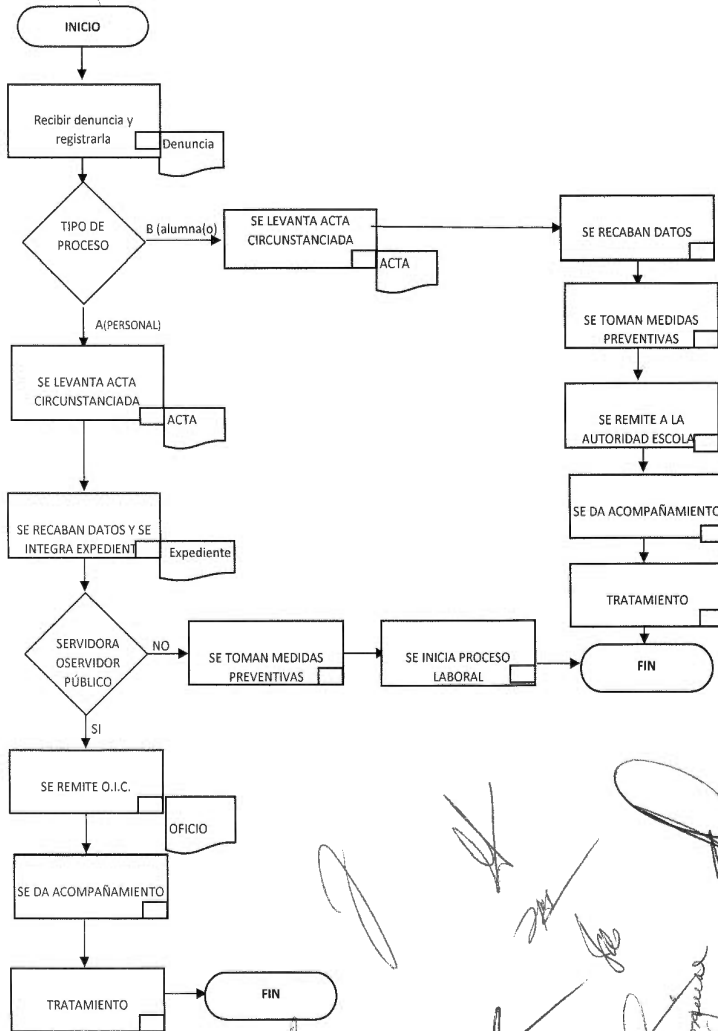 INICIO
Recibir denuncia y
registrarla
Denuncia
TIPO DE
PROCESO
B (alumna(o)
SE LEVANTA ACTA
CIRCUNSTANCIADA
ACTA
SE RECABAN DATOS
SE TOMAN MEDIDAS
PREVENTIVAS
SE REMITE A LA
AUTORIDAD ESCOLA
SE DA ACOMPAÑAMIENTO
TRATAMIENTO
FIN
A(PERSONAL)
SE LEVANTA ACTA
CIRCUNSTANCIADA
ACTA
SE RECABAN DATOS Y SE
INTEGRA EXPEDIENT
Expediente
SERVIDORA
OSERVIDOR
PÚBLICO
NO
SE TOMAN MEDIDAS
PREVENTIVAS
SE INICIA PROCESO
LABORAL
SI
SE REMITE O.I.C.
OFICIO
SE DA ACOMPAÑAMIENTO
TRATAMIENTO
FIN